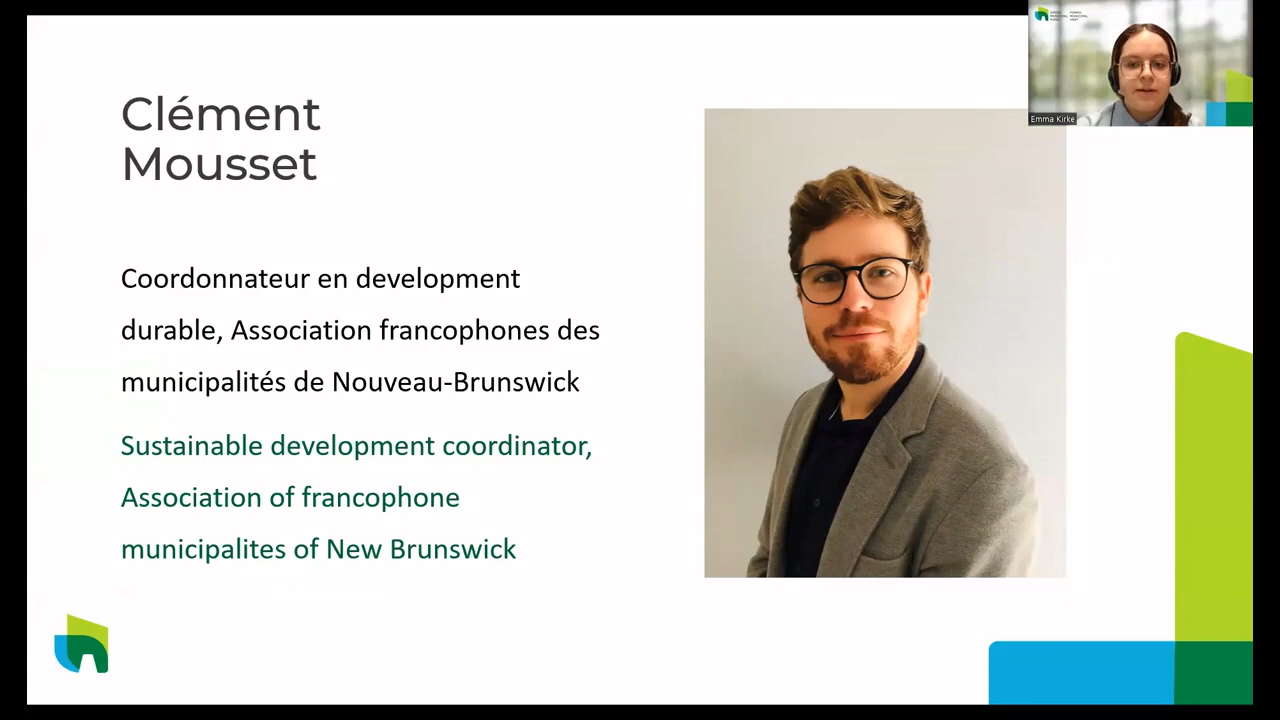 Clément
Mousset
Coordonnateur en development
durable, Association francophones des
municipalités de Nouveau-Brunswick
Sustainable development coordinator,
Association of francophone
municipalites of New Brunswick
Emma Kirke